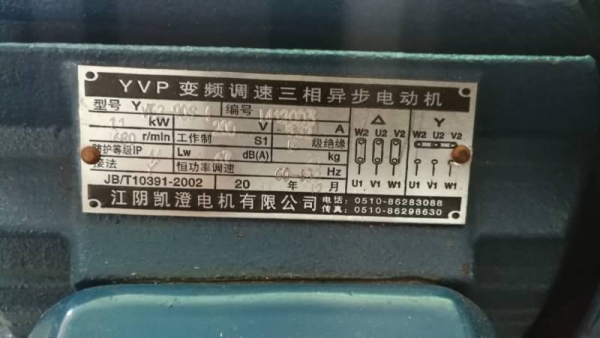 YVP 变频调速三相异步电动机
型号 Y 编号
kW V A △ Y
r/min 工作制 S1 级绝缘 W2 U2 V2 W2 U2 V2
防护等级IP Lw dB(A) kg
接法 恒功率调速 Hz
JB/T10391-2002 20 年 月 U1 V1 W1 U1 V1 W1
江阴凯澄电机有限公司 电话：0510-86283088
传真：0510-86298630